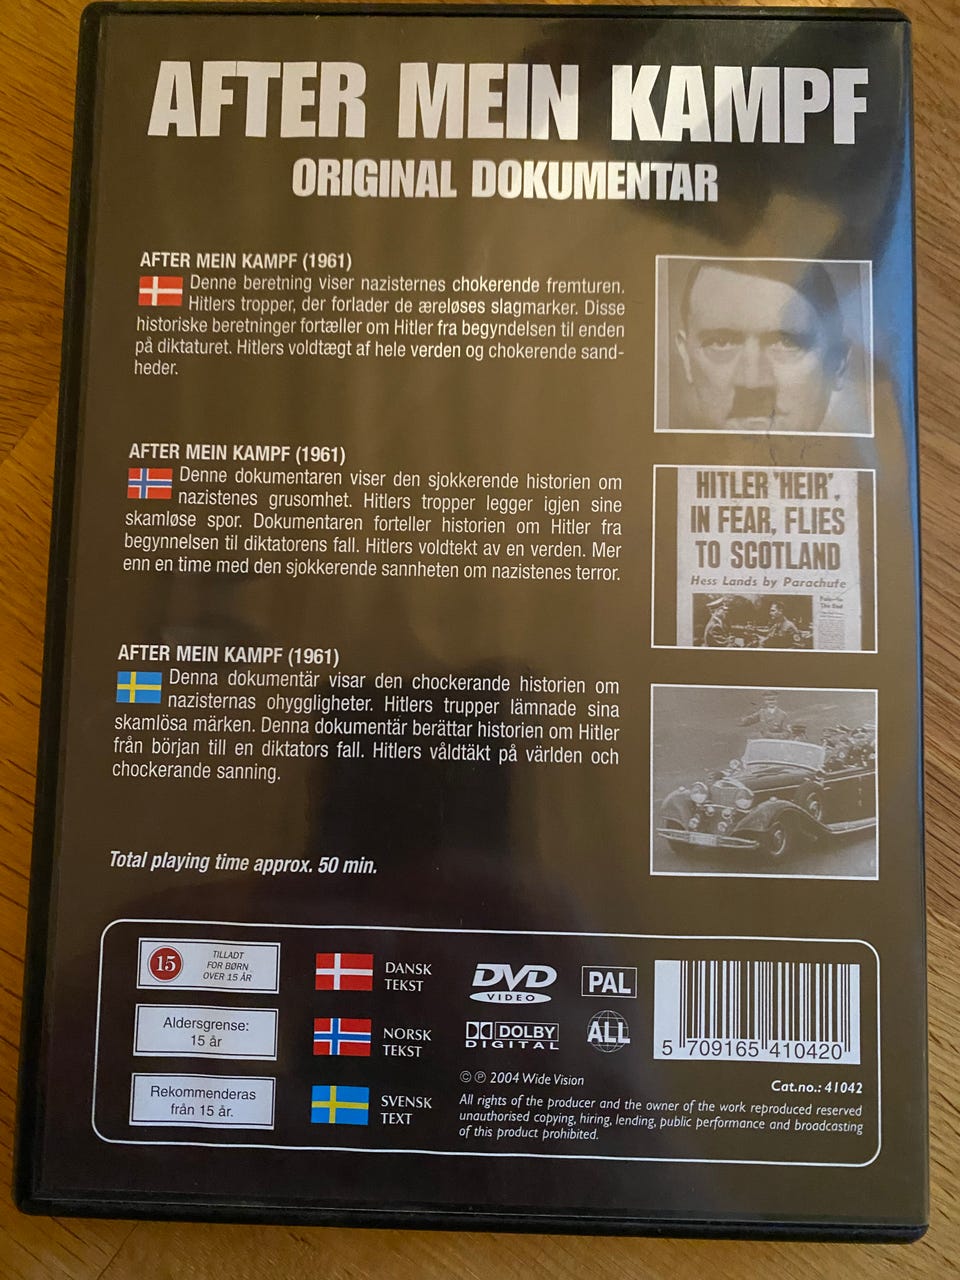 AFTER MEIN KAMPF
ORIGINAL DOKUMENTAR
AFTER MEIN KAMPF (1961)
Denne beretning viser nazisternes chokerende fremturen.
Hitlers tropper, der forlader de æreløses slagmarker. Disse
historiske beretninger fortæller om Hitler fra begyndelsen til enden
på diktaturet. Hitlers voldtægt af hele verden og chokerende sand-
heder.
AFTER MEIN KAMPF (1961)
Denne dokumentaren viser den sjokkerende historien om
nazistenes grusomhet. Hitlers tropper legger igjen sine
skamløse spor. Dokumentaren forteller historien om Hitler fra
begynnelsen til diktatorens fall. Hitlers voldtekt av en verden. Mer
enn en time med den sjokkerende sannheten om nazistenes terror.
HITLER 'HEIR',
IN FEAR, FLIES
TO SCOTLAND
Hess Lands by Parachute
AFTER MEIN KAMPF (1961)
Denna dokumentär visar den chockerande historien om
nazisternas ohyggligheter. Hitlers trupper lämnade sina
skamlösa märken. Denna dokumentär berättar historien om Hitler
från början till en diktators fall. Hitlers våldtäkt på världen och
chockerande sanning.
Total playing time approx. 50 min.
15
TILLADT
FOR BØRN
OVER 15 ÅR
Aldersgrense:
15 år
Rekommenderas
från 15 år.
DANSK
TEKST
NORSK
TEKST
SVENSK
TEXT
DVD
VIDEO
PAL
DOLBY
DIGITAL
ALL
5 709165 410420
© ℗ 2004 Wide Vision
Cat.no.: 41042
All rights of the producer and the owner of the work reproduced reserved
unauthorised copying, hiring, lending, public performance and broadcasting
of this product prohibited.